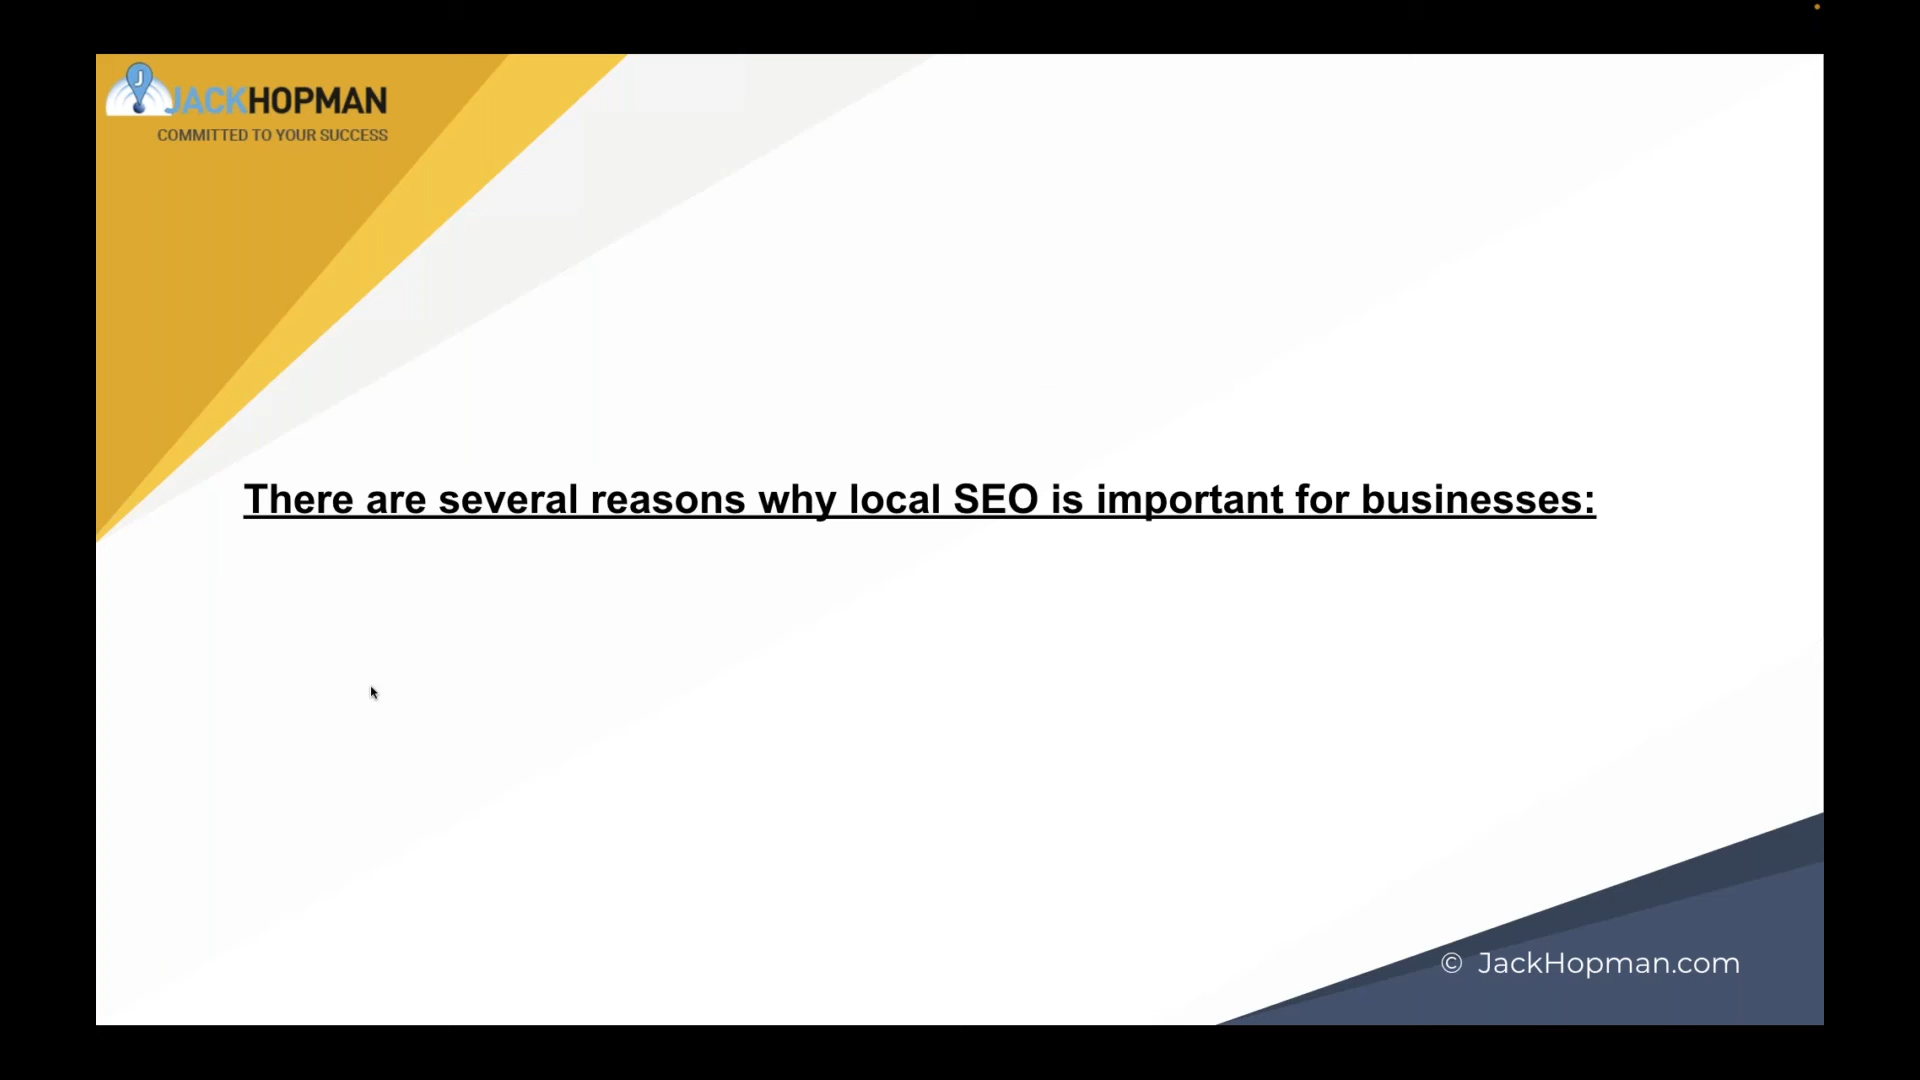 J
JACKHOPMAN
COMMITTED TO YOUR SUCCESS
There are several reasons why local SEO is important for businesses:
© JackHopman.com